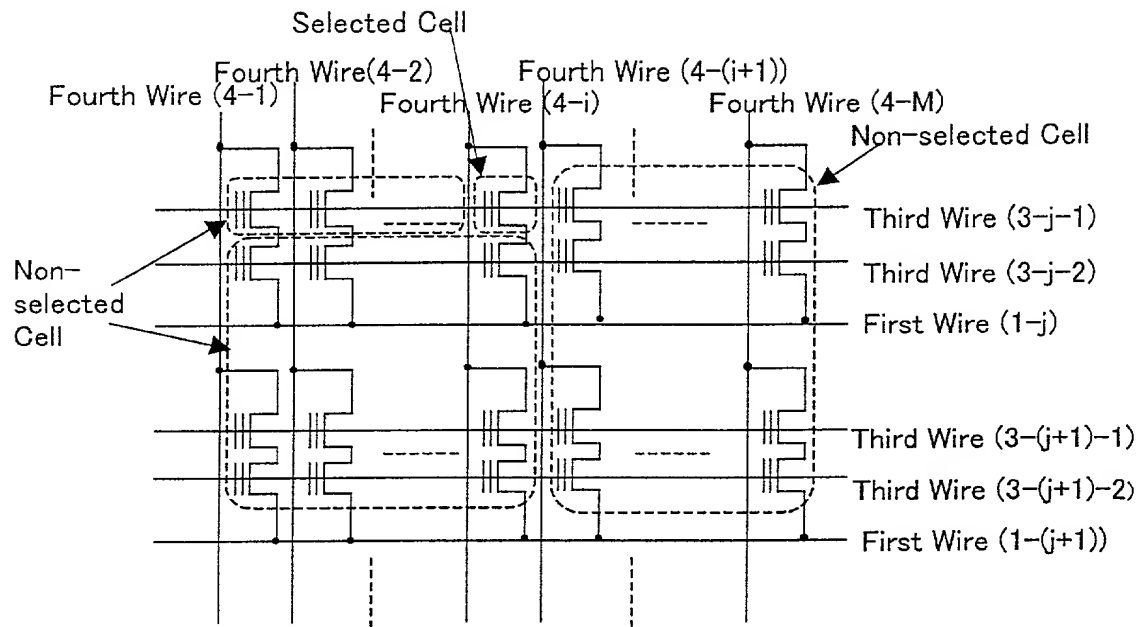 Selected Cell
Fourth Wire(4-2)
Fourth Wire (4-(i+1))
Fourth Wire (4-1)
Fourth Wire (4-i)
Fourth Wire (4-M)
Non-selected Cell
Third Wire (3-j-1)
Third Wire (3-j-2)
First Wire (1-j)
Non-
selected
Cell
Third Wire (3-(j+1)-1)
Third Wire (3-(j+1)-2)
First Wire (1-(j+1))